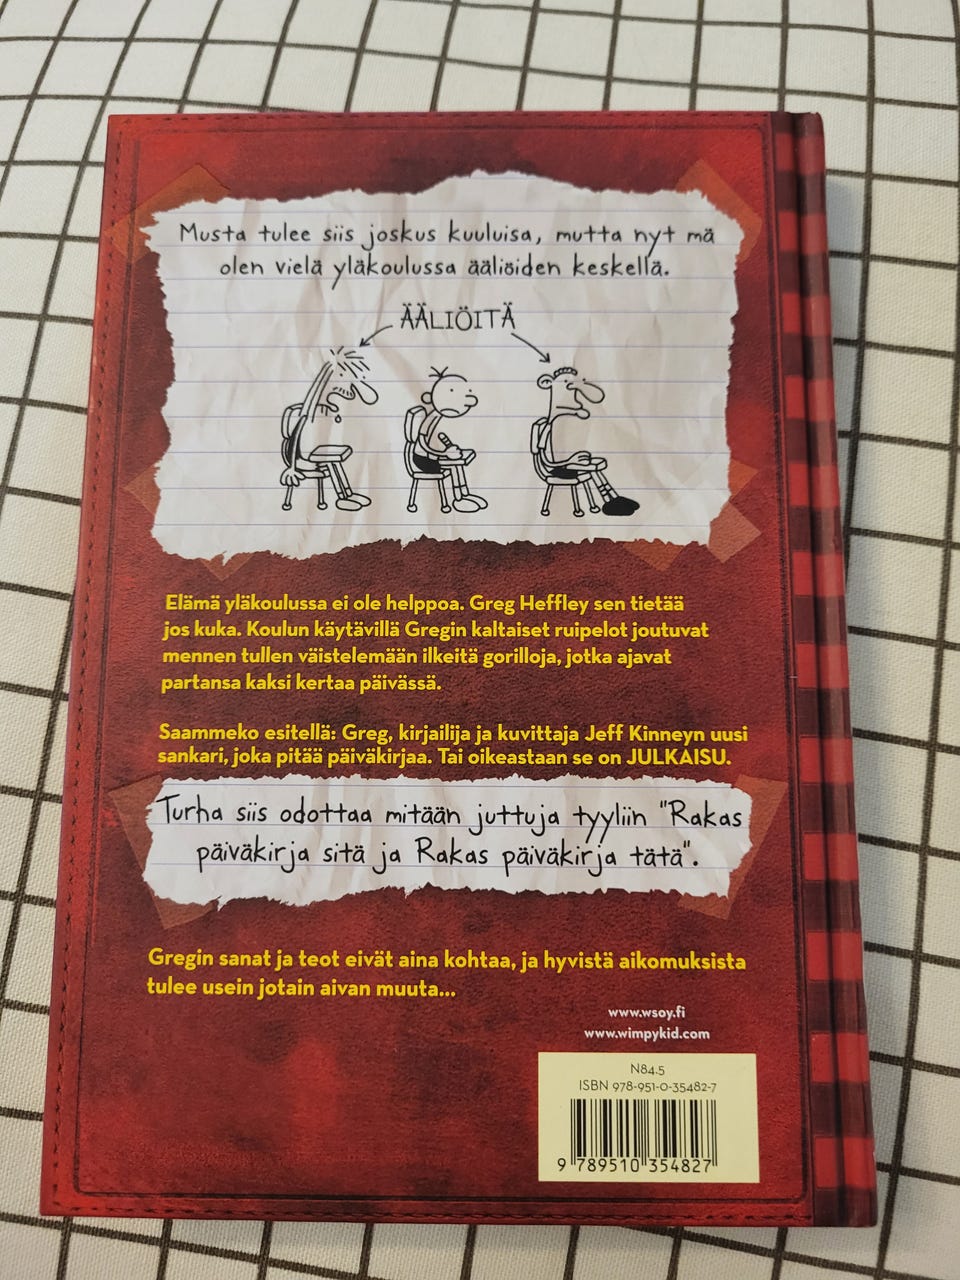 Musta tulee siis joskus kuuluisa, mutta nyt mä
olen vielä yläkoulussa ääliöiden keskellä.
ÄÄLIÖITÄ
Elämä yläkoulussa ei ole helppoa. Greg Heffley sen tietää
jos kuka. Koulun käytävillä Gregin kaltaiset ruipelot joutuvat
mennen tullen väistelemään ilkeitä gorilloja, jotka ajavat
partansa kaksi kertaa päivässä.
Saammeko esitellä: Greg, kirjailija ja kuvittaja Jeff Kinneyn uusi
sankari, joka pitää päiväkirjaa. Tai oikeastaan se on JULKAISU.
Turha siis odottaa mitään juttuja tyyliin "Rakas
päiväkirja sitä ja Rakas päiväkirja tätä".
Gregin sanat ja teot eivät aina kohtaa, ja hyvistä aikomuksista
tulee usein jotain aivan muuta...
www.wsoy.fi
www.wimpykid.com
N84.5
ISBN 978-951-0-35482-7
9 789510 354827